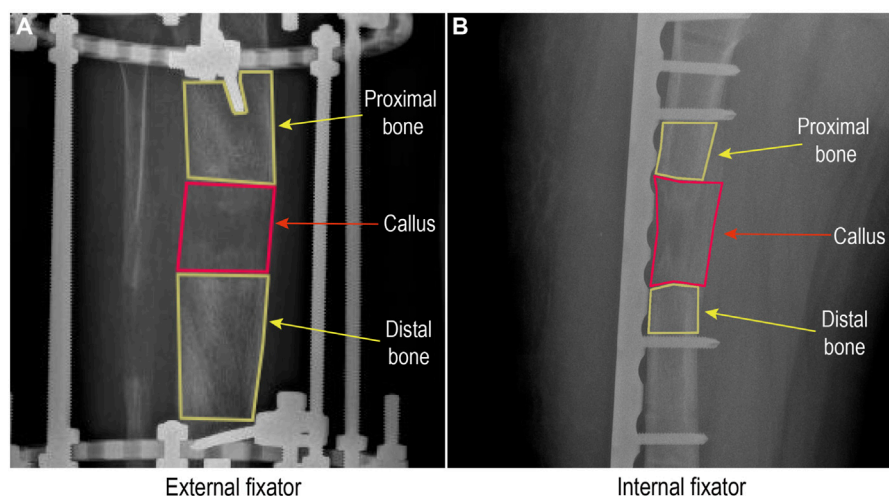 A
Proximal
bone
Callus
Distal
bone
External fixator
B
Proximal
bone
Callus
Distal
bone
Internal fixator